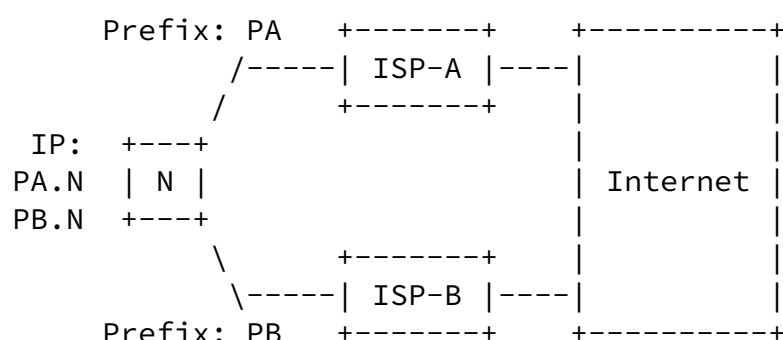 Prefix: PA
ISP-A
IP:
PA.N N Internet
PB.N
ISP-B
Prefix: PB